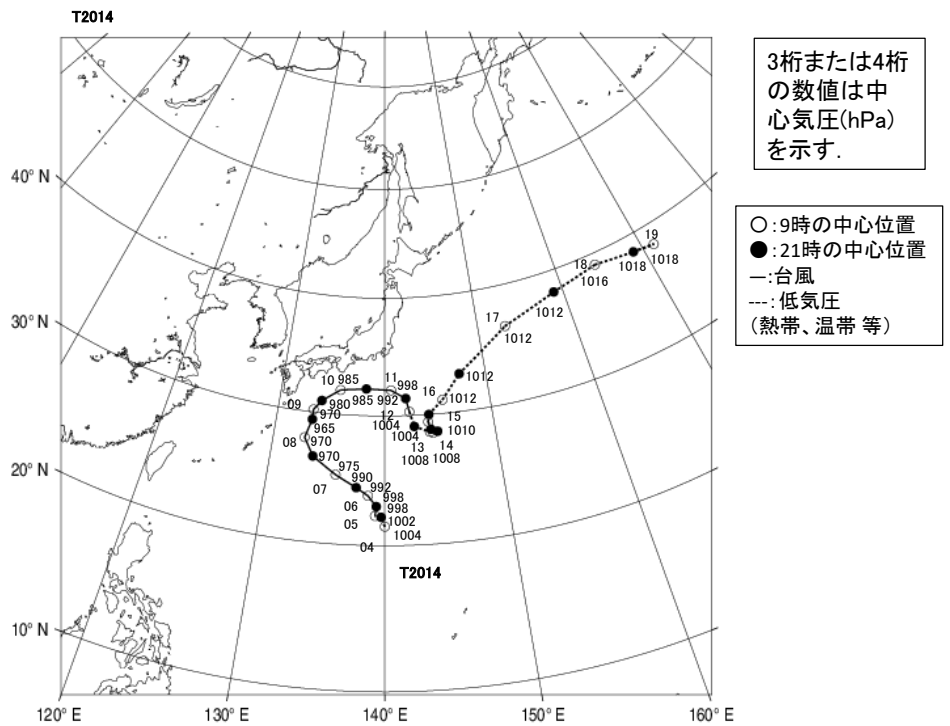 T2014
3桁または4桁
の数値は中
心気圧(hPa)
を示す.
○:9時の中心位置
●:21時の中心位置
―:台風
---:低気圧
(熱帯、温帯 等)
40° N
30° N
20° N
10° N
19
1018
1018
18
1016
1012
17
1012
1012
16
1012
15
1010
14
1008
13
1008
12
1004
1004
11
998
992
10
985
985
980
09
970
965
08
970
970
975
07
990
992
06
998
998
05
1002
04
1004
T2014
120° E
130° E
140° E
150° E
160° E